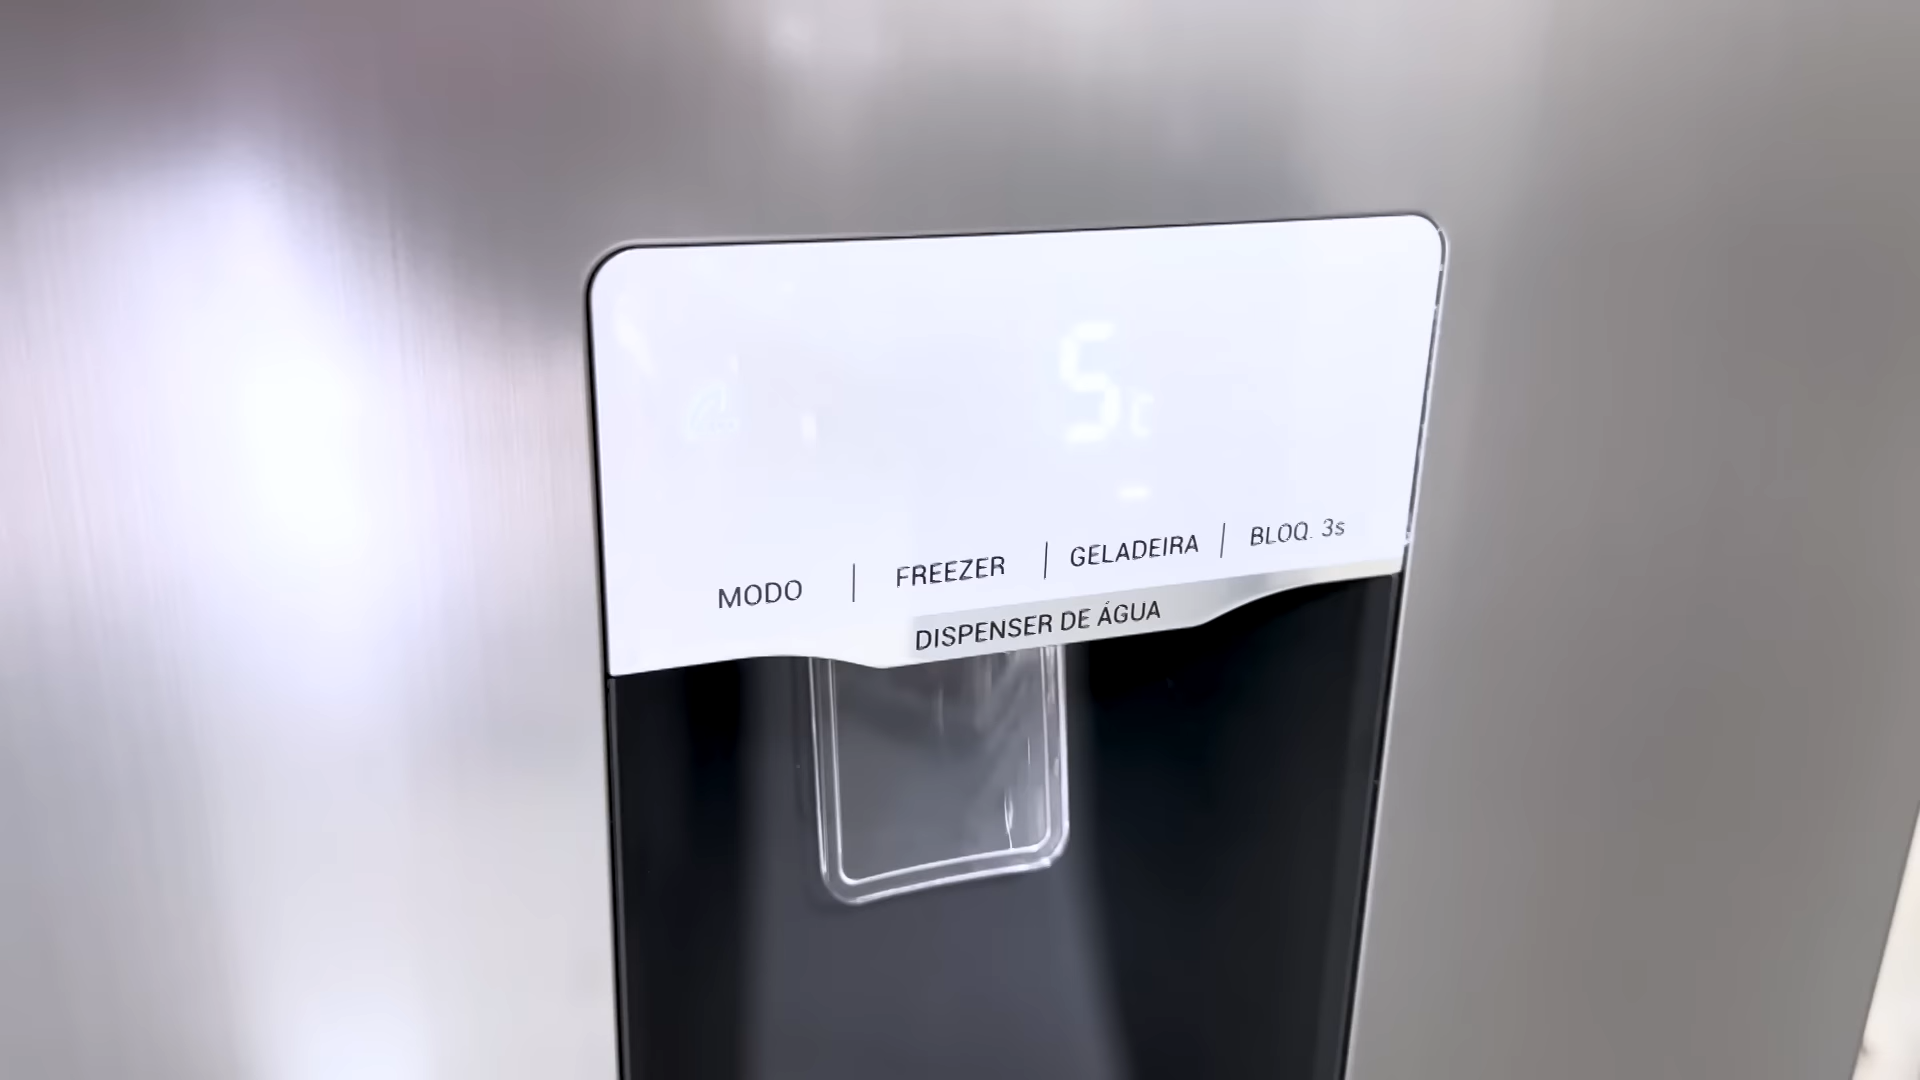 5c
MODO | FREEZER | GELADEIRA | BLOQ. 3s
DISPENSER DE ÁGUA